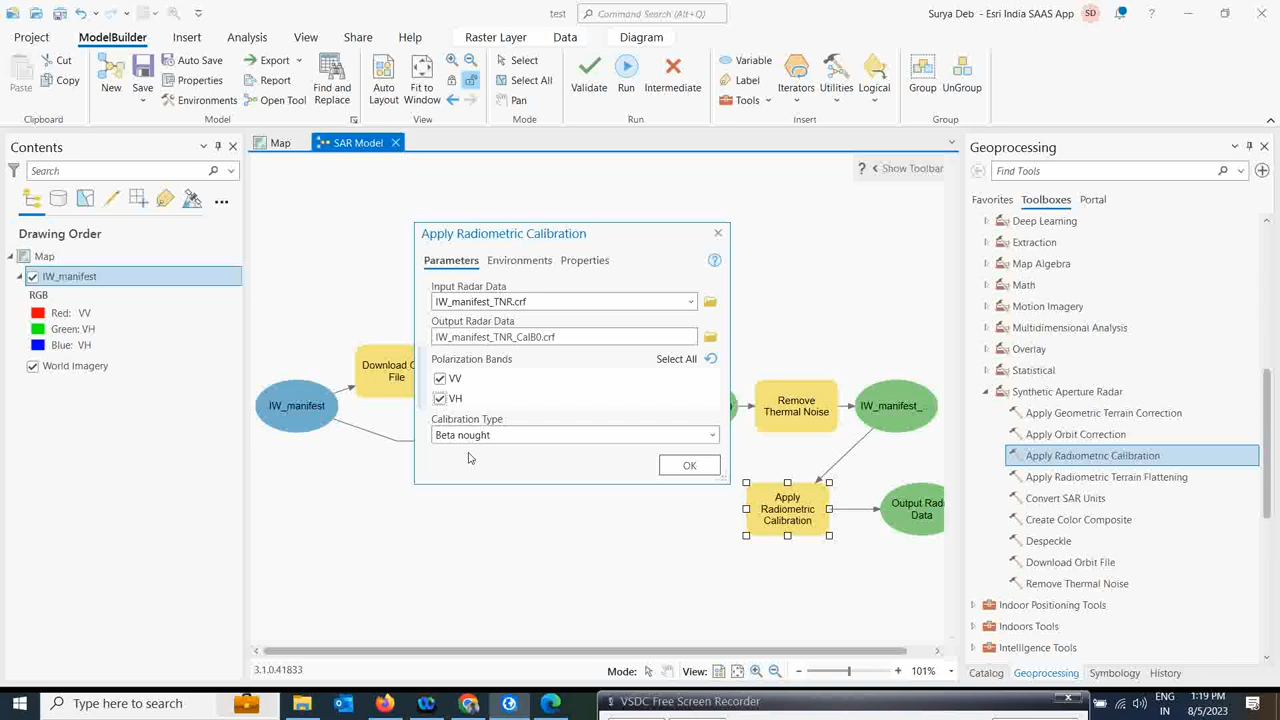 test
Command Search (Alt+Q)
Surya Deb - Esri India SAAS App
SD
Project
ModelBuilder
Insert
Analysis
View
Share
Help
Raster Layer
Data
Diagram
Paste
Cut
Copy
Clipboard
New
Save
Auto Save
Properties
Environments
Export
Report
Open Tool
Find and
Replace
Model
Auto
Layout
Fit to
Window
View
Select
Select All
Pan
Mode
Validate
Run
Intermediate
Run
Variable
Label
Tools
Iterators
Utilities
Logical
Insert
Group
UnGroup
Group
Contents
Search
Drawing Order
Map
IW_manifest
RGB
Red: VV
Green: VH
Blue: VH
World Imagery
Map
SAR Model
Show Toolbar
IW_manifest
Download O
File
Apply Radiometric Calibration
Parameters
Environments
Properties
Input Radar Data
IW_manifest_TNR.crf
Output Radar Data
IW_manifest_TNR_CalB0.crf
Polarization Bands
Select All
VV
VH
Calibration Type
Beta nought
OK
Remove
Thermal Noise
IW_manifest_...
Apply
Radiometric
Calibration
Output Rad
Data
3.1.0.41833
Mode:
View:
101%
Geoprocessing
Find Tools
Favorites
Toolboxes
Portal
Deep Learning
Extraction
Map Algebra
Math
Motion Imagery
Multidimensional Analysis
Overlay
Statistical
Synthetic Aperture Radar
Apply Geometric Terrain Correction
Apply Orbit Correction
Apply Radiometric Calibration
Apply Radiometric Terrain Flattening
Convert SAR Units
Create Color Composite
Despeckle
Download Orbit File
Remove Thermal Noise
Indoor Positioning Tools
Indoors Tools
Intelligence Tools
Catalog
Geoprocessing
Symbology
History
Type here to search
VSDC Free Screen Recorder
ENG
IN
1:19 PM
8/5/2023